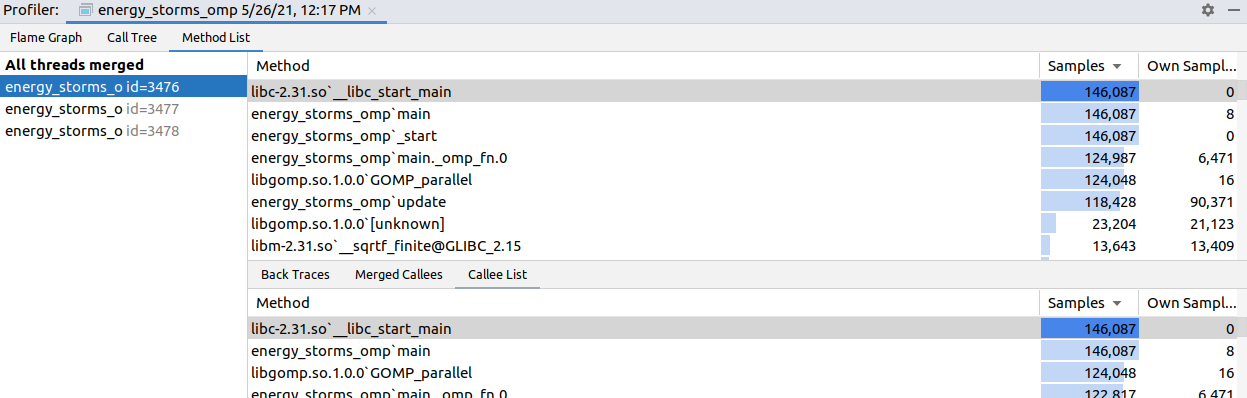 Profiler: energy_storms_omp 5/26/21, 12:17 PM ×
Flame Graph Call Tree Method List
All threads merged
energy_storms_o id=3476
energy_storms_o id=3477
energy_storms_o id=3478
Method Samples Own Sampl...
libc-2.31.so`__libc_start_main 146,087 0
energy_storms_omp`main 146,087 8
energy_storms_omp`_start 146,087 0
energy_storms_omp`main._omp_fn.0 124,987 6,471
libgomp.so.1.0.0`GOMP_parallel 124,048 16
energy_storms_omp`update 118,428 90,371
libgomp.so.1.0.0`[unknown] 23,204 21,123
libm-2.31.so`__sqrtf_finite@GLIBC_2.15 13,643 13,409
Back Traces Merged Callees Callee List
Method Samples Own Sampl...
libc-2.31.so`__libc_start_main 146,087 0
energy_storms_omp`main 146,087 8
libgomp.so.1.0.0`GOMP_parallel 124,048 16
energy_storms_omp`main._omp_fn.0 122,817 6,471